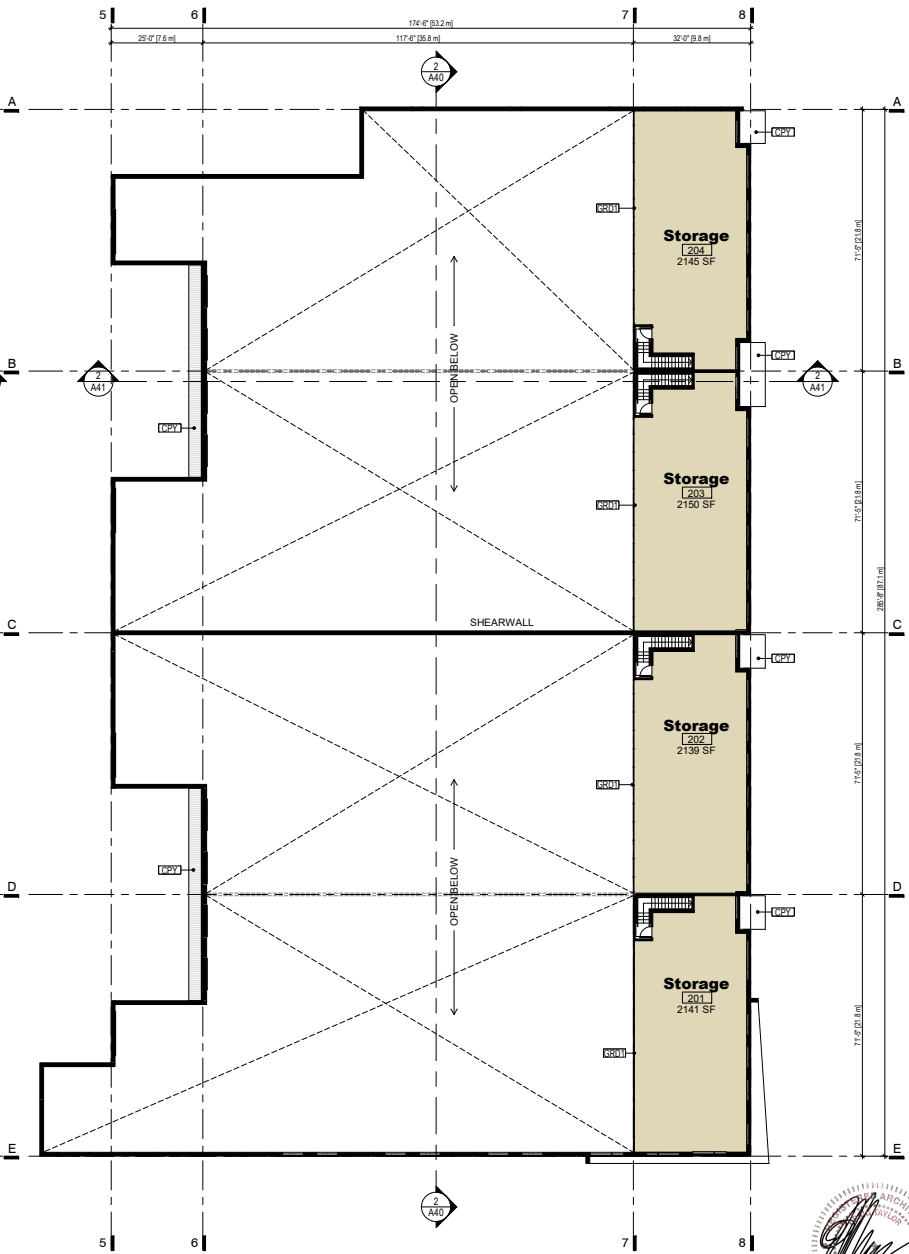 5
6
7
8
174'-6" [53.2 m]
25'-0" [7.6 m]
117'-6" [35.8 m]
32'-0" [9.8 m]
2
A40
A
A
CPY
GRD1
Storage
204
2145 SF
71'-5" [21.8 m]
OPEN BELOW
CPY
B
B
2
A41
2
A41
CPY
Storage
203
2150 SF
GRD1
71'-5" [21.8 m]
285'-8" [87.1 m]
SHEARWALL
C
C
CPY
Storage
202
2139 SF
GRD1
71'-5" [21.8 m]
CPY
OPEN BELOW
D
D
CPY
Storage
201
2141 SF
GRD1
71'-5" [21.8 m]
E
E
2
A40
5
6
7
8
TAYLOR